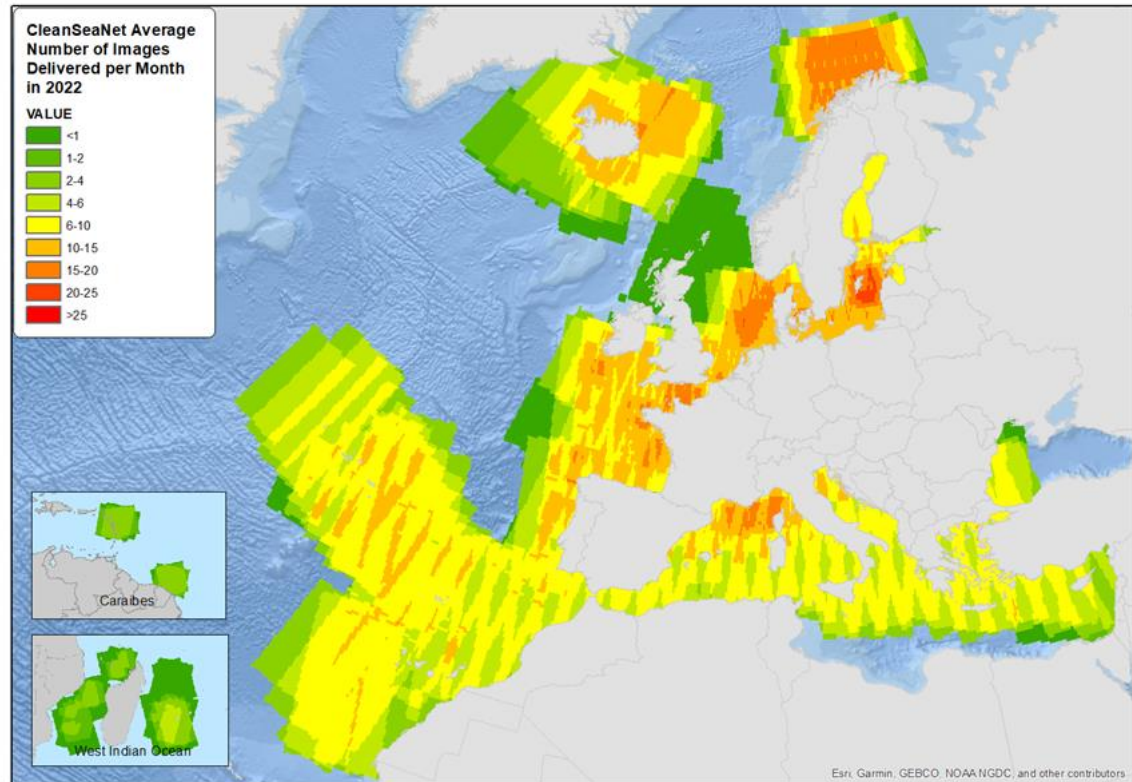 CleanSeaNet Average
Number of Images
Delivered per Month
in 2022
VALUE
<1
1-2
2-4
4-6
6-10
10-15
15-20
20-25
>25
Caraibes
West Indian Ocean
Esri, Garmin, GEBCO, NOAA NGDC, and other contributors